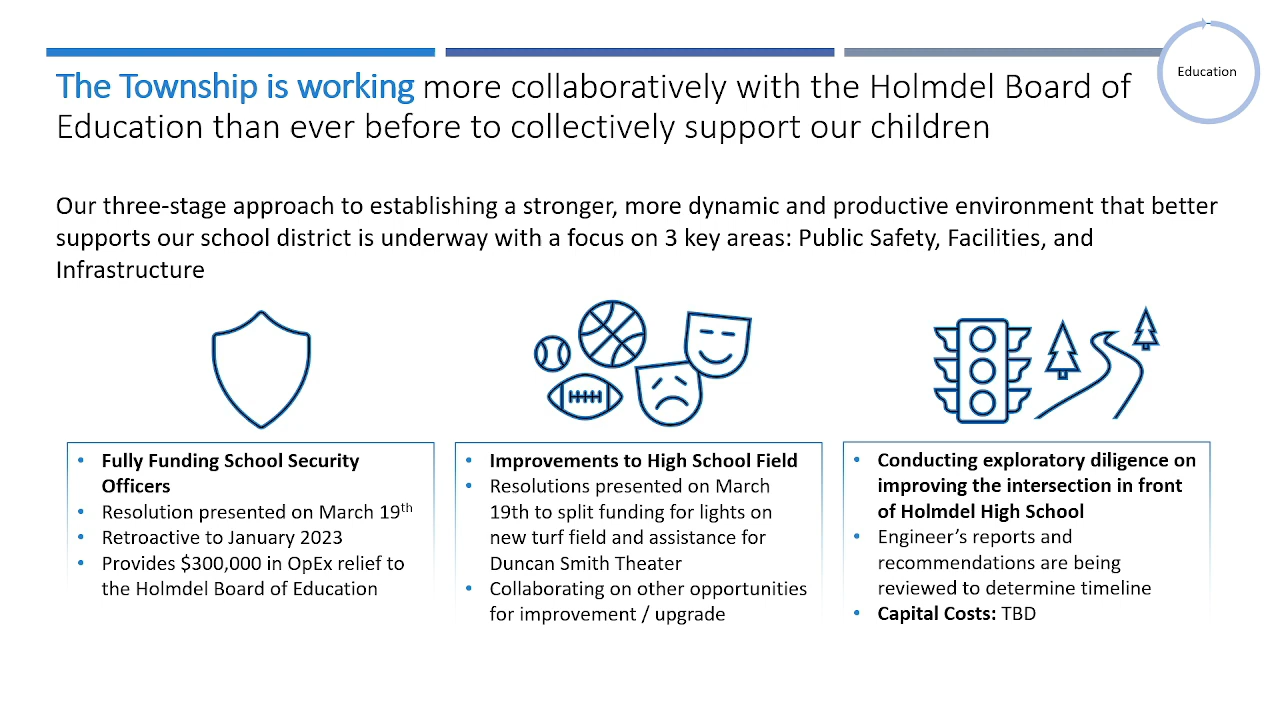 Education
The Township is working more collaboratively with the Holmdel Board of
Education than ever before to collectively support our children
Our three-stage approach to establishing a stronger, more dynamic and productive environment that better
supports our school district is underway with a focus on 3 key areas: Public Safety, Facilities, and
Infrastructure
• Fully Funding School Security
Officers
• Resolution presented on March 19th
• Retroactive to January 2023
• Provides $300,000 in OpEx relief to
the Holmdel Board of Education
• Improvements to High School Field
• Resolutions presented on March
19th to split funding for lights on
new turf field and assistance for
Duncan Smith Theater
• Collaborating on other opportunities
for improvement / upgrade
• Conducting exploratory diligence on
improving the intersection in front
of Holmdel High School
• Engineer’s reports and
recommendations are being
reviewed to determine timeline
• Capital Costs: TBD